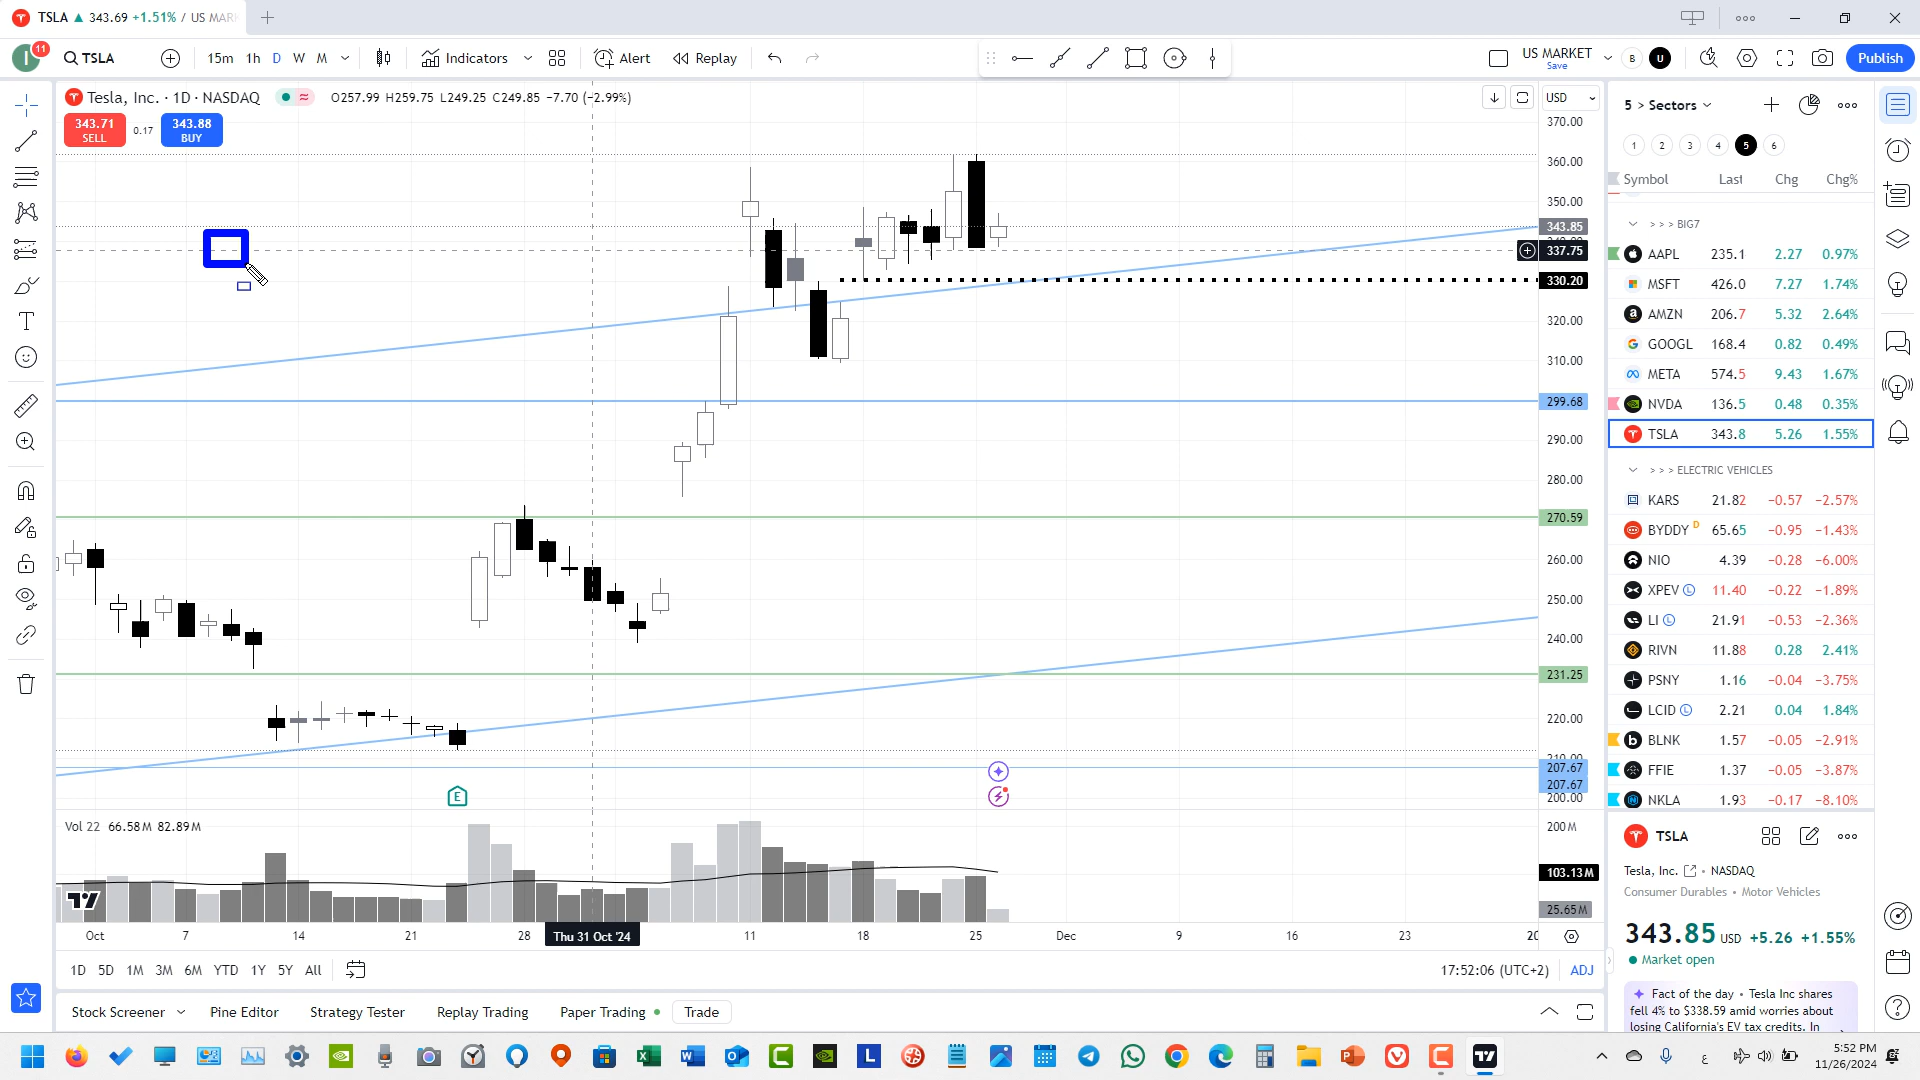 TSLA ▲ 343.69 +1.51% / US MAR
11
TSLA
15m 1h D W M
Indicators
Alert
Replay
US MARKET
Save
B
U
Publish
Tesla, Inc. · 1D · NASDAQ
O257.99 H259.75 L249.25 C249.85 −7.70 (−2.99%)
343.71
SELL
0.17
343.88
BUY
USD
370.00
360.00
350.00
343.85
337.75
330.20
320.00
310.00
299.68
290.00
280.00
270.59
260.00
250.00
240.00
231.25
220.00
207.67
207.67
200.00
E
Vol 22 66.58M 82.89M
200M
103.13M
25.65M
Oct 7 14 21 28 Thu 31 Oct '24 11 18 25 Dec 9 16 23
1D 5D 1M 3M 6M YTD 1Y 5Y All
17:52:06 (UTC+2) ADJ
Stock Screener Pine Editor Strategy Tester Replay Trading Paper Trading Trade
5 > Sectors
1 2 3 4 5 6
Symbol Last Chg Chg%
> > > BIG7
AAPL 235.1 2.27 0.97%
MSFT 426.0 7.27 1.74%
AMZN 206.7 5.32 2.64%
GOOGL 168.4 0.82 0.49%
META 574.5 9.43 1.67%
NVDA 136.5 0.48 0.35%
TSLA 343.8 5.26 1.55%
> > > ELECTRIC VEHICLES
KARS 21.82 −0.57 −2.57%
BYDDY D 65.65 −0.95 −1.43%
NIO 4.39 −0.28 −6.00%
XPEV L 11.40 −0.22 −1.89%
LI L 21.91 −0.53 −2.36%
RIVN 11.88 0.28 2.41%
PSNY 1.16 −0.04 −3.75%
LCID L 2.21 0.04 1.84%
BLNK 1.57 −0.05 −2.91%
FFIE 1.37 −0.05 −3.87%
NKLA 1.93 −0.17 −8.10%
TSLA
Tesla, Inc. • NASDAQ
Consumer Durables • Motor Vehicles
343.85 USD +5.26 +1.55%
Market open
Fact of the day • Tesla Inc shares
fell 4% to $338.59 amid worries about
losing California's EV tax credits. In
5:52 PM
11/26/2024